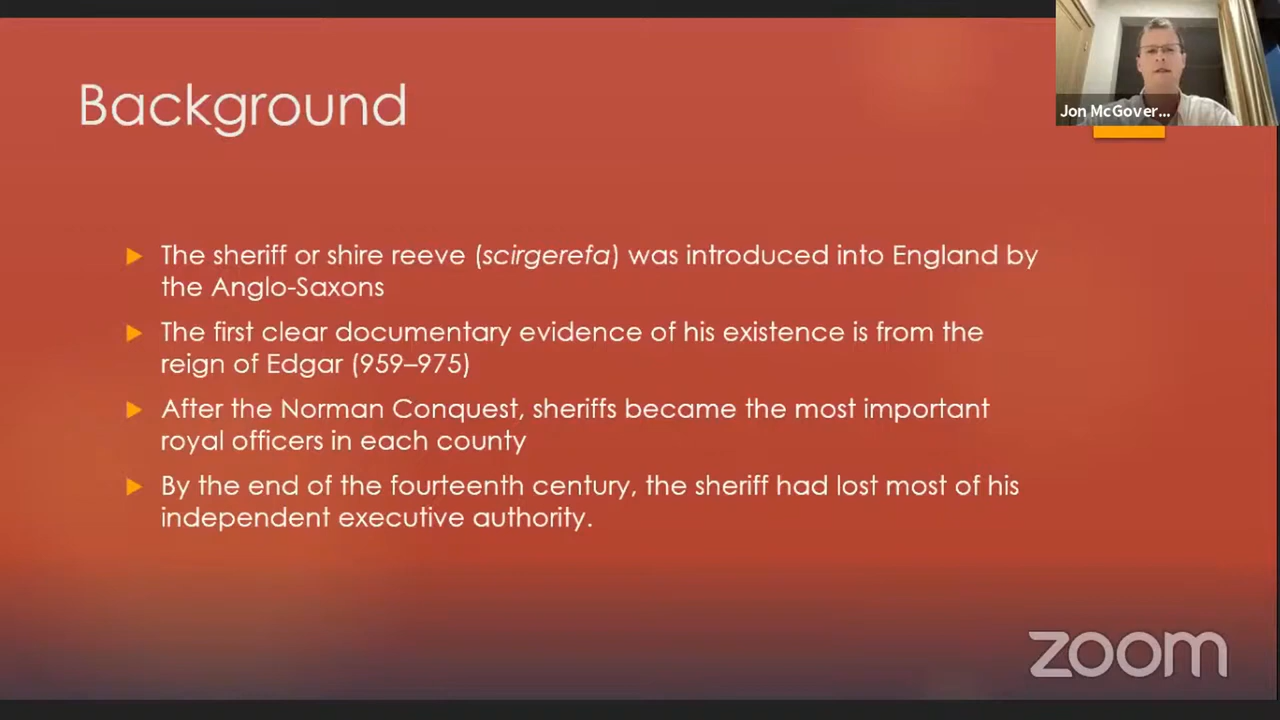 Background
Jon McGover...
The sheriff or shire reeve (scirgerefa) was introduced into England by
the Anglo-Saxons
The first clear documentary evidence of his existence is from the
reign of Edgar (959–975)
After the Norman Conquest, sheriffs became the most important
royal officers in each county
By the end of the fourteenth century, the sheriff had lost most of his
independent executive authority.
zoom